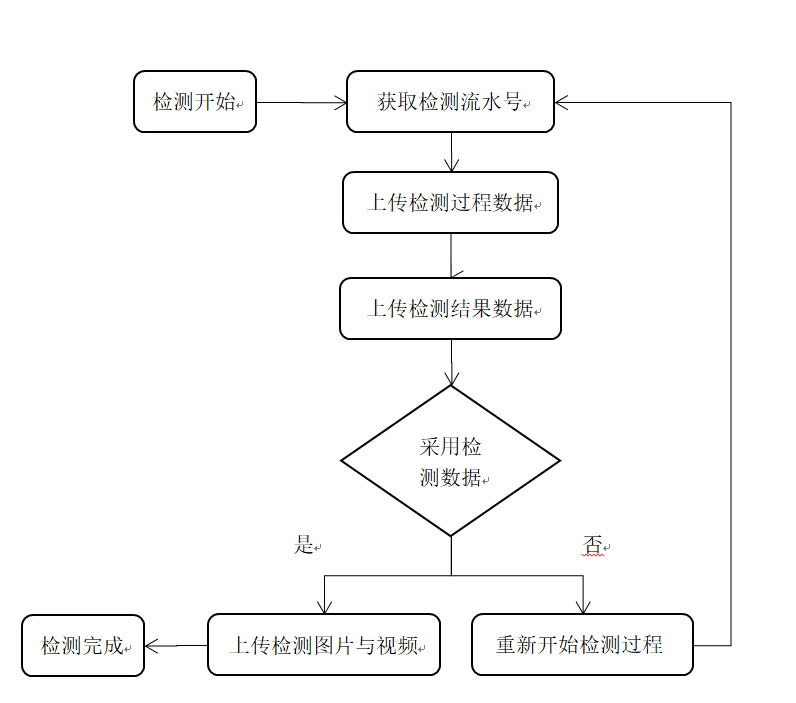 检测开始
获取检测流水号
上传检测过程数据
上传检测结果数据
采用检
测数据
是
否
检测完成
上传检测图片与视频
重新开始检测过程